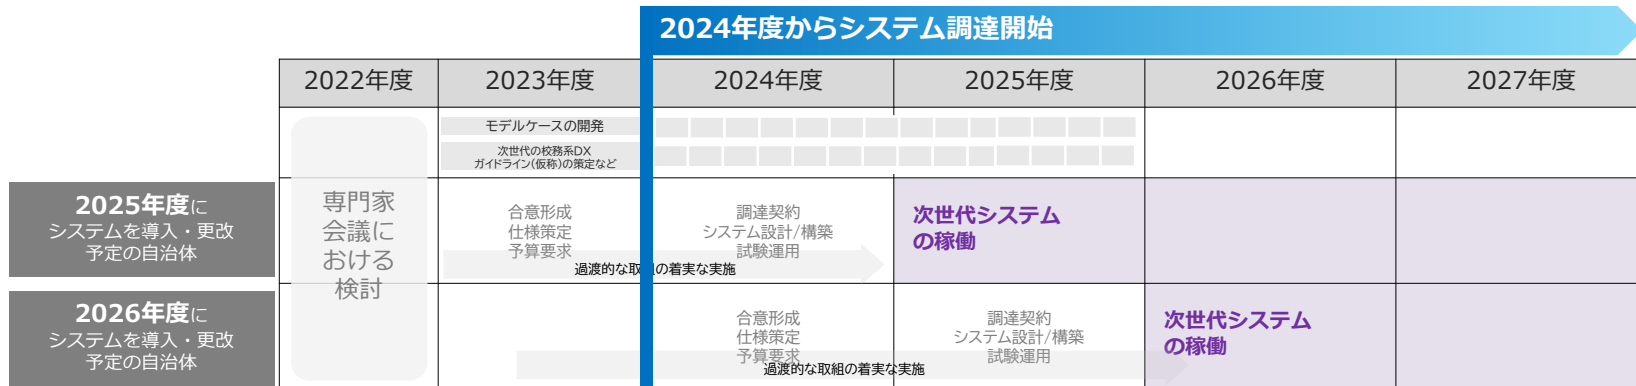 2024年度からシステム調達開始
2022年度
2023年度
2024年度
2025年度
2026年度
2027年度
モデルケースの開発
次世代の校務系DX
ガイドライン(仮称)の策定など
専門家
会議に
おける
検討
2025年度に
システムを導入・更改
予定の自治体
合意形成
仕様策定
予算要求
調達契約
システム設計/構築
試験運用
過渡的な取組の着実な実施
次世代システム
の稼働
2026年度に
システムを導入・更改
予定の自治体
合意形成
仕様策定
予算要求
調達契約
システム設計/構築
試験運用
過渡的な取組の着実な実施
次世代システム
の稼働